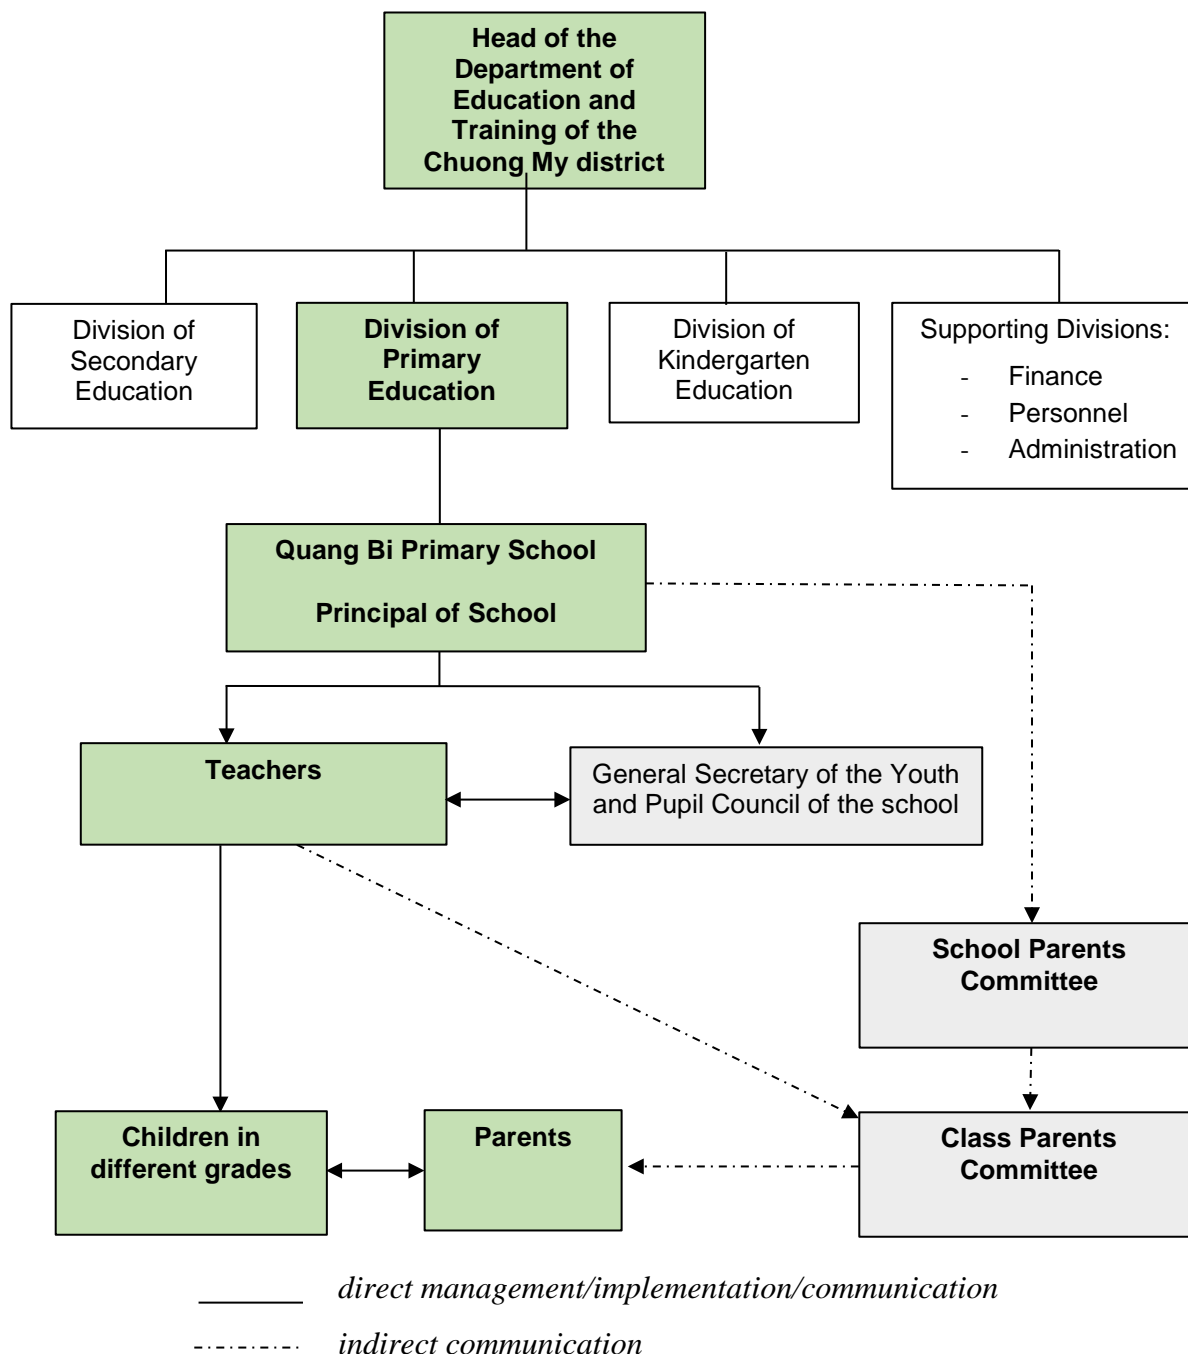 Head of the
Department of
Education and
Training of the
Chuong My district
Division of
Secondary
Education
Division of
Primary
Education
Division of
Kindergarten
Education
Supporting Divisions:
- Finance
- Personnel
- Administration
Quang Bi Primary School
Principal of School
Teachers
General Secretary of the Youth
and Pupil Council of the school
School Parents
Committee
Children in
different grades
Parents
Class Parents
Committee
direct management/implementation/communication
indirect communication